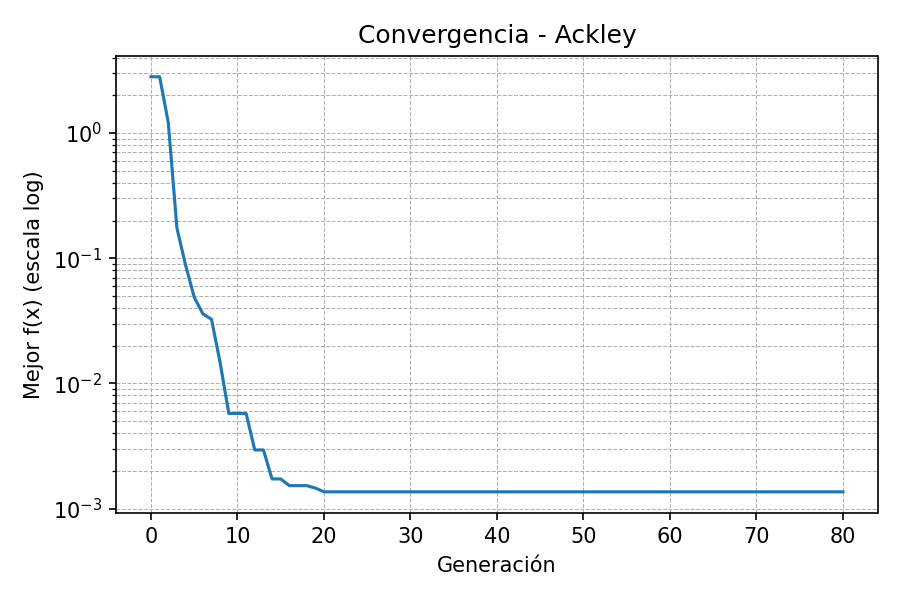 Convergencia - Ackley
Mejor f(x) (escala log)
10⁰
10⁻¹
10⁻²
10⁻³
0 10 20 30 40 50 60 70 80
Generación